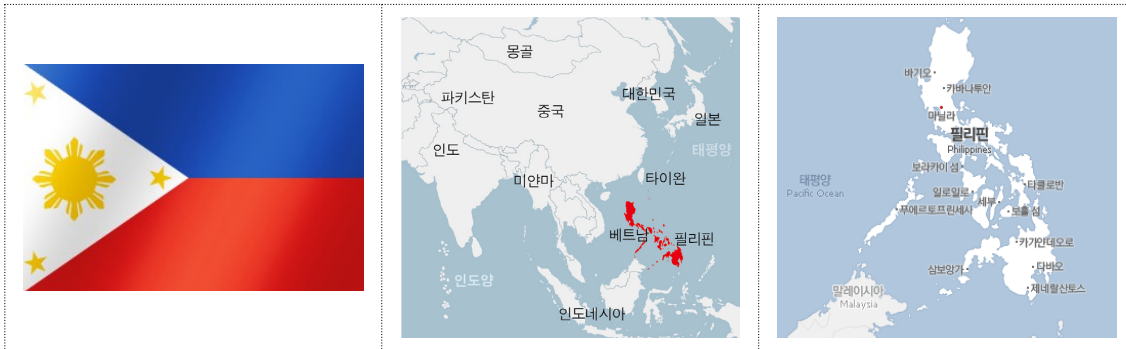 몽골
파키스탄
중국
대한민국
일본
태평양
인도
미얀마
타이완
베트남
필리핀
인도양
인도네시아
바기오
카바나투안
마닐라
필리핀
Philippines
보라카이 섬
태평양
Pacific Ocean
타클로반
일로일로
세부
푸에르토프린세사
보홀 섬
카가얀데오로
삼보앙가
다바오
제네랄산토스
말레이시아
Malaysia